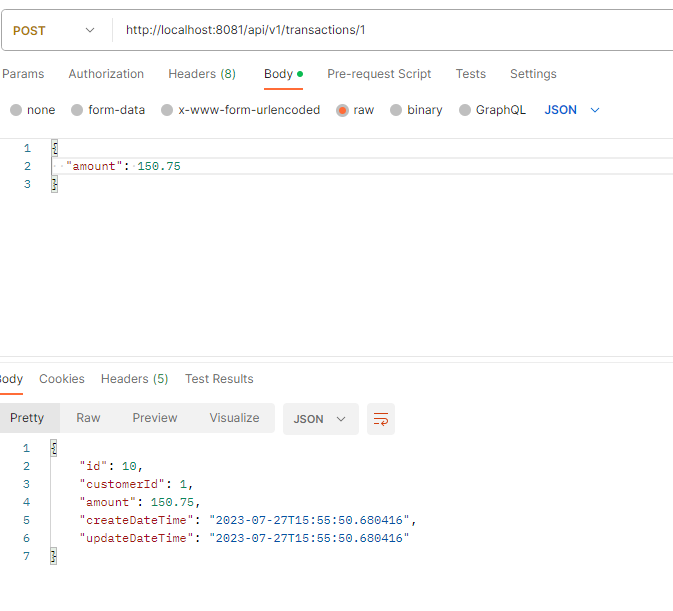 POST http://localhost:8081/api/v1/transactions/1
Params Authorization Headers (8) Body Pre-request Script Tests Settings
none form-data x-www-form-urlencoded raw binary GraphQL JSON
1 {
2 "amount": 150.75
3 }
Body Cookies Headers (5) Test Results
Pretty Raw Preview Visualize JSON
1 {
2 "id": 10,
3 "customerId": 1,
4 "amount": 150.75,
5 "createDateTime": "2023-07-27T15:55:50.680416",
6 "updateDateTime": "2023-07-27T15:55:50.680416"
7 }